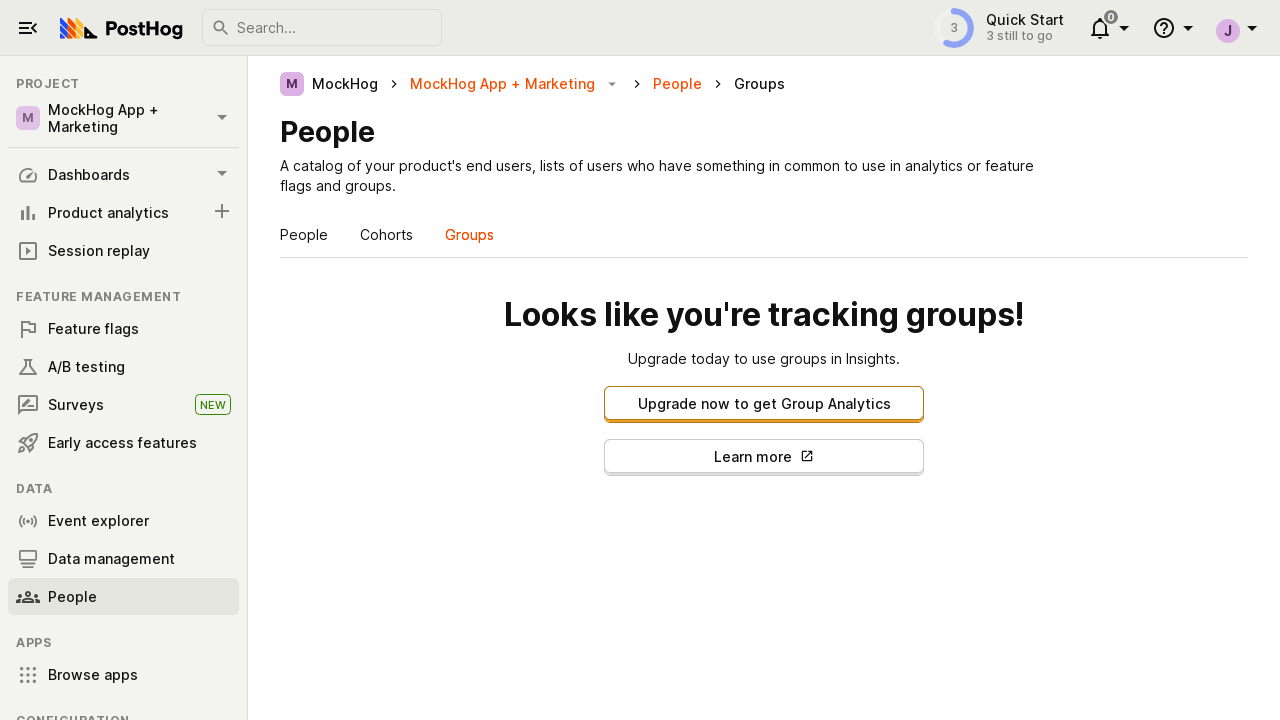 PostHog
Search...
3
Quick Start
3 still to go
0
J
PROJECT
M
MockHog App +
Marketing
Dashboards
Product analytics
Session replay
FEATURE MANAGEMENT
Feature flags
A/B testing
Surveys
NEW
Early access features
DATA
Event explorer
Data management
People
APPS
Browse apps
CONFIGURATION
M MockHog > MockHog App + Marketing > People > Groups
People
A catalog of your product's end users, lists of users who have something in common to use in analytics or feature
flags and groups.
People Cohorts Groups
Looks like you're tracking groups!
Upgrade today to use groups in Insights.
Upgrade now to get Group Analytics
Learn more